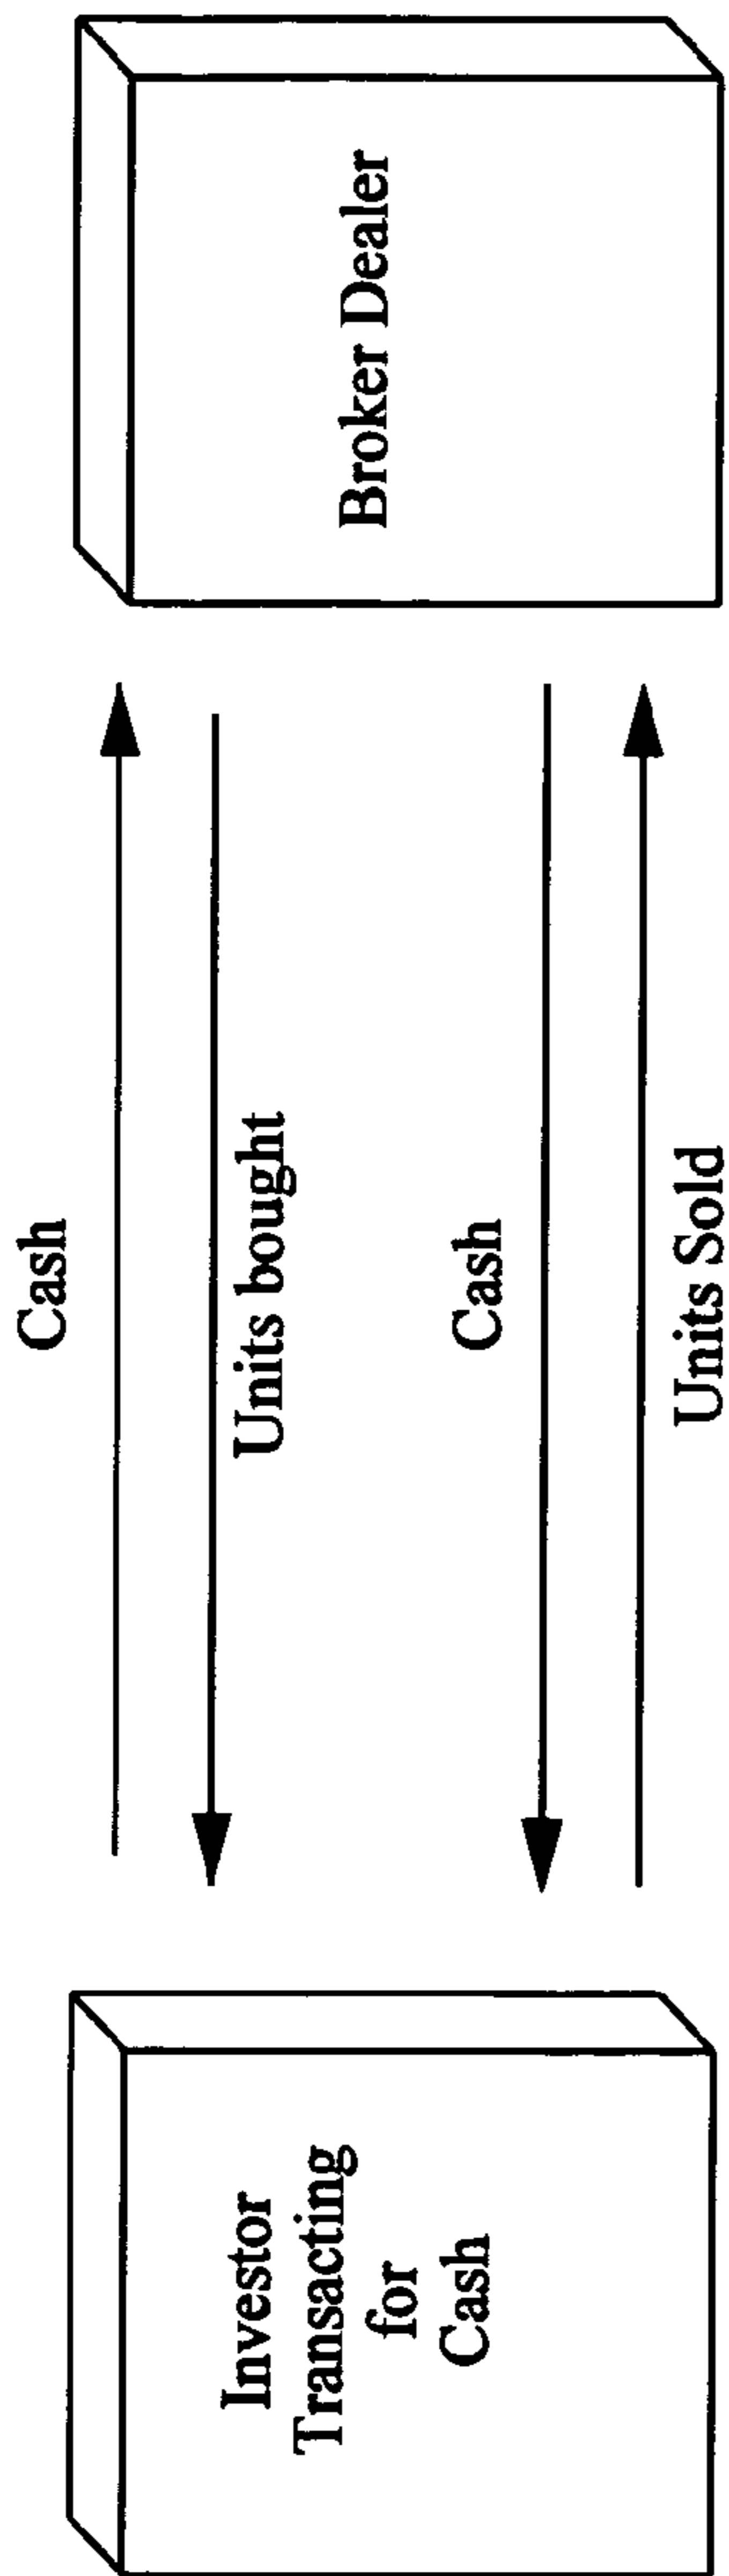 Investor
Transacting
for
Cash
Cash
Units bought
Cash
Units Sold
Broker Dealer